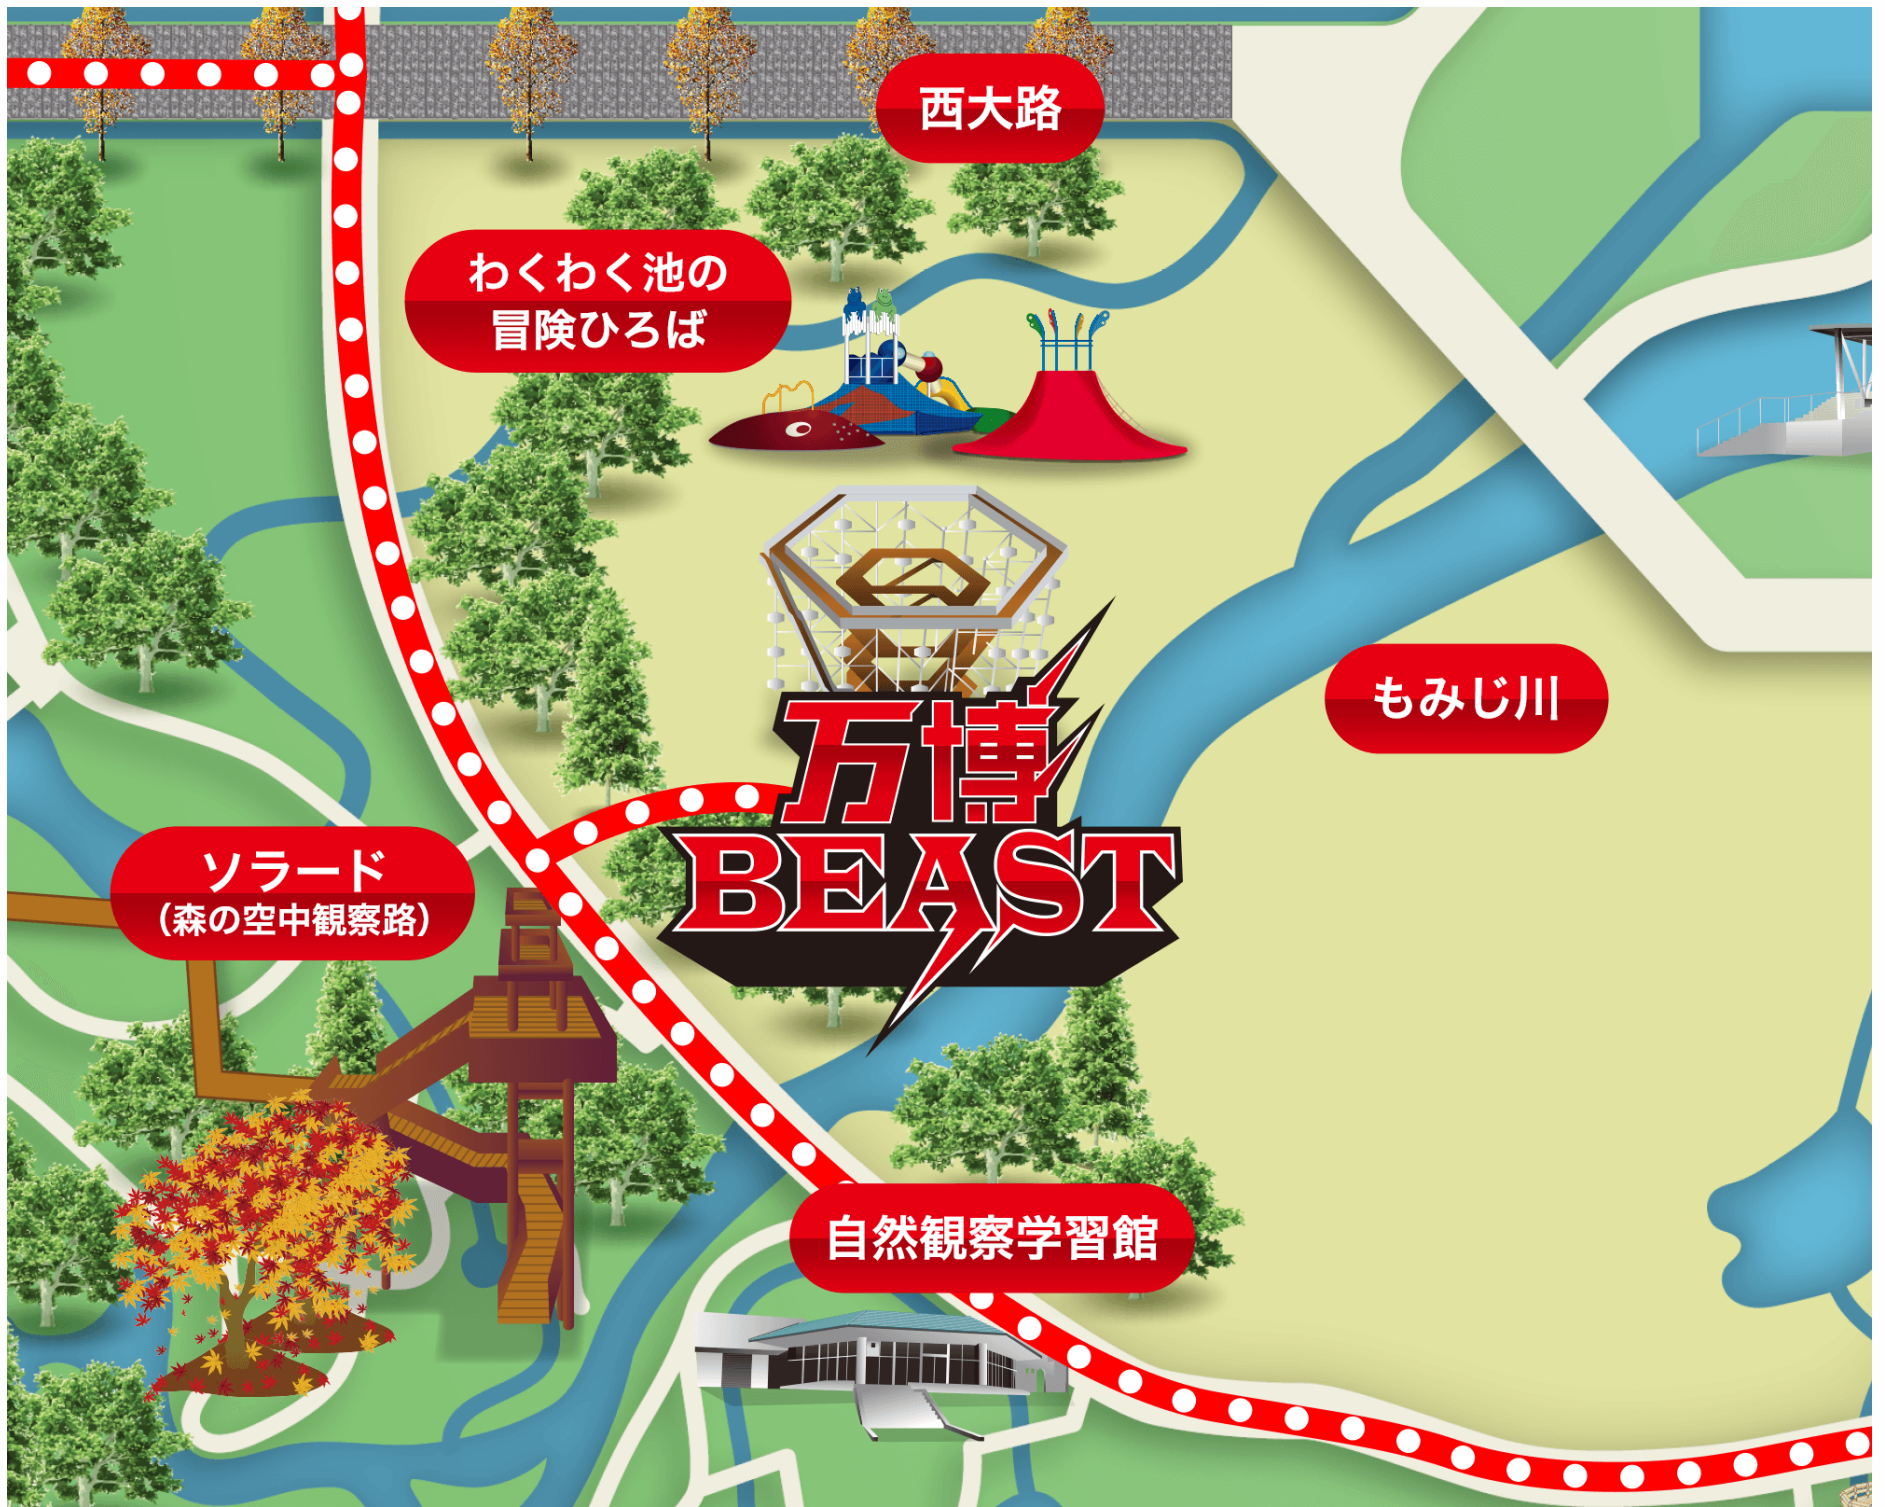 西大路
わくわく池の
冒険ひろば
もみじ川
万博
BEAST
ソラード
（森の空中観察路）
自然観察学習館